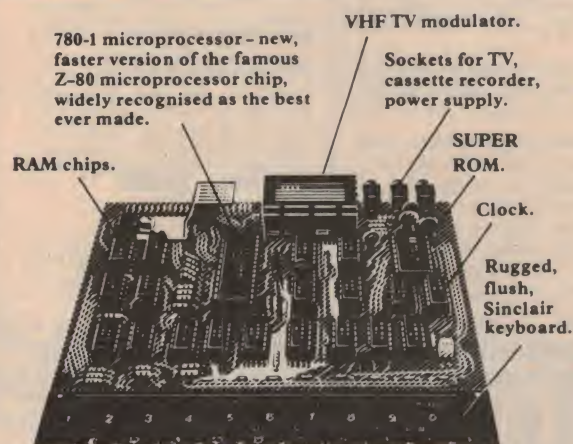 VHF TV modulator.
780-1 microprocessor – new,
faster version of the famous
Z-80 microprocessor chip,
widely recognised as the best
ever made.
Sockets for TV,
cassette recorder,
power supply.
SUPER
ROM.
RAM chips.
Clock.
Rugged,
flush,
Sinclair
keyboard.
1 2 3 4 5 6 7 8 9 0